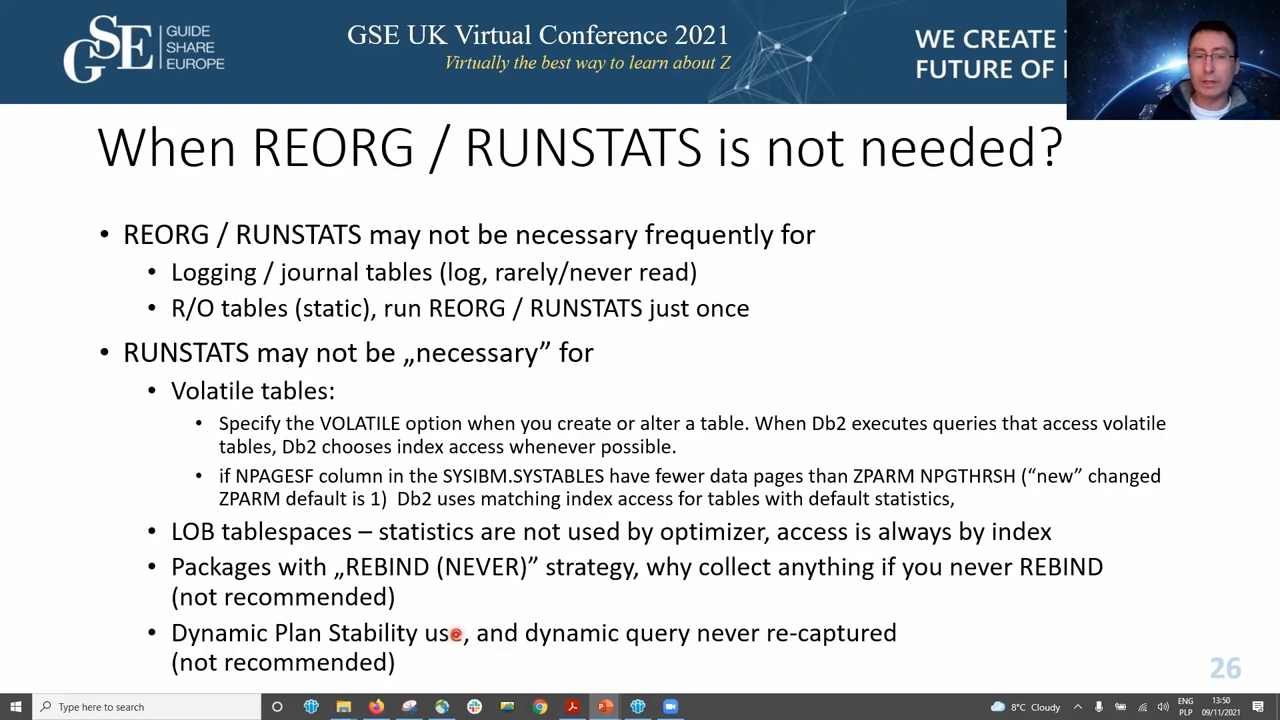 GSE
GUIDE
SHARE
EUROPE
GSE UK Virtual Conference 2021
Virtually the best way to learn about Z
WE CREATE
FUTURE OF
When REORG / RUNSTATS is not needed?
• REORG / RUNSTATS may not be necessary frequently for
• Logging / journal tables (log, rarely/never read)
• R/O tables (static), run REORG / RUNSTATS just once
• RUNSTATS may not be „necessary” for
• Volatile tables:
• Specify the VOLATILE option when you create or alter a table. When Db2 executes queries that access volatile
tables, Db2 chooses index access whenever possible.
• if NPAGESF column in the SYSIBM.SYSTABLES have fewer data pages than ZPARM NPGTHRSH (“new” changed
ZPARM default is 1) Db2 uses matching index access for tables with default statistics,
• LOB tablespaces – statistics are not used by optimizer, access is always by index
• Packages with „REBIND (NEVER)” strategy, why collect anything if you never REBIND
(not recommended)
• Dynamic Plan Stability use, and dynamic query never re-captured
(not recommended)
26
Type here to search
8°C Cloudy
ENG
PLP
13:50
09/11/2021